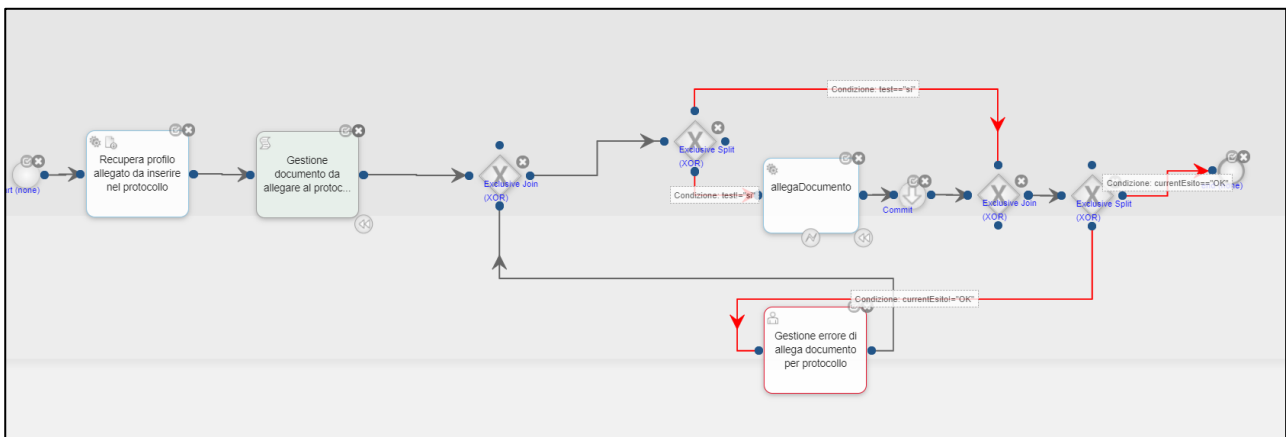 Condizione: test=="si"
Recupera profilo
allegato da inserire
nel protocollo
Gestione
documento da
allegare al protoc...
Exclusive Split
(XOR)
allegaDocumento
Exclusive Join
(XOR)
(none)
Condizione: test!="si"
Commit
Exclusive Join
(XOR)
Exclusive Split
(XOR)
Condizione: currentEsito=="OK"
Condizione: currentEsito!="OK"
Gestione errore di
allega documento
per protocollo